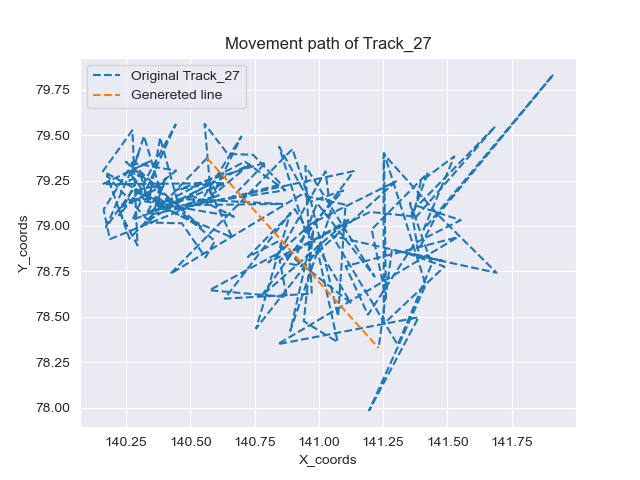 Movement path of Track_27
Original Track_27
Genereted line
79.75
79.50
79.25
79.00
78.75
78.50
78.25
78.00
Y_coords
140.25 140.50 140.75 141.00 141.25 141.50 141.75
X_coords